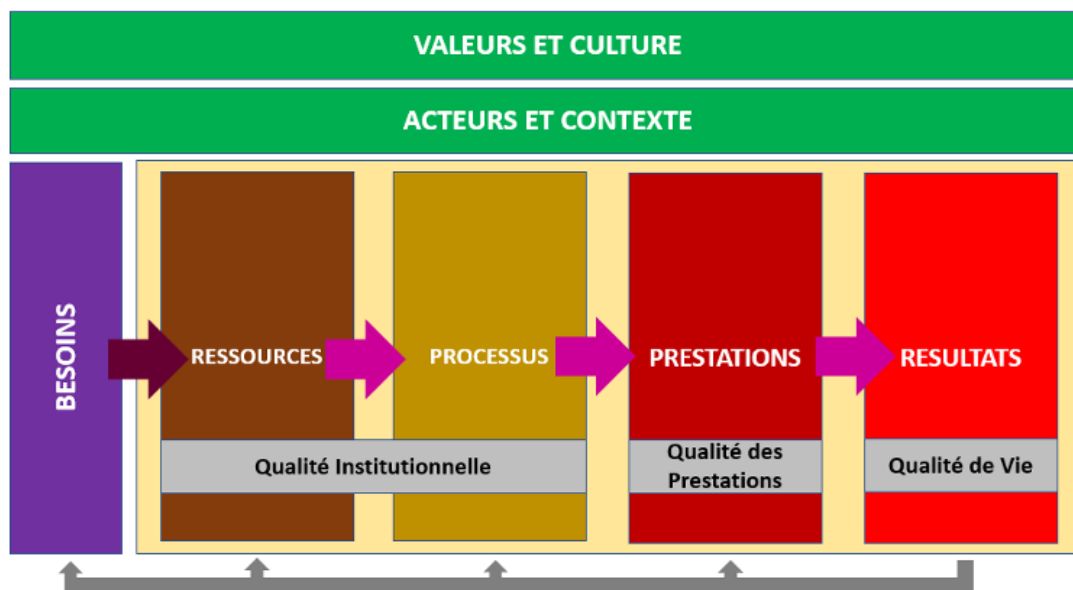 VALEURS ET CULTURE
ACTEURS ET CONTEXTE
BESOINS
RESSOURCES
PROCESSUS
PRESTATIONS
RESULTATS
Qualité Institutionnelle
Qualité des
Prestations
Qualité de Vie